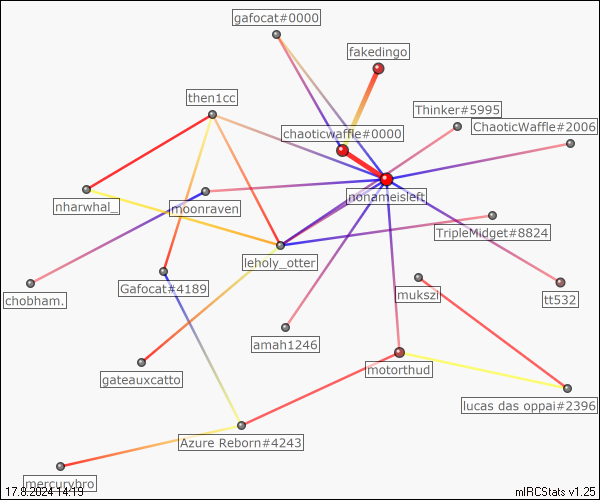 gafocat#0000
fakedingo
then1cc
Thinker#5995
ChaoticWaffle#2006
chaoticwaffle#0000
nonameisleft
nharwhal_
moonraven
TripleMidget#8824
leholy_otter
Gafocat#4189
chobham.
mukszi
tt532
amah1246
motorthud
gateauxcatto
lucas das oppai#2396
Azure Reborn#4243
mercurybro
17.8.2024 14:19
mIRCStats v1.25